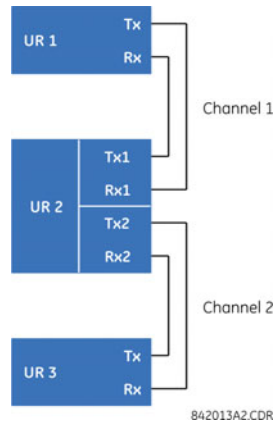 Tx
UR 1
Rx
Channel 1
Tx1
Rx1
UR 2
Tx2
Rx2
Channel 2
Tx
UR 3
Rx
842013A2.CDR